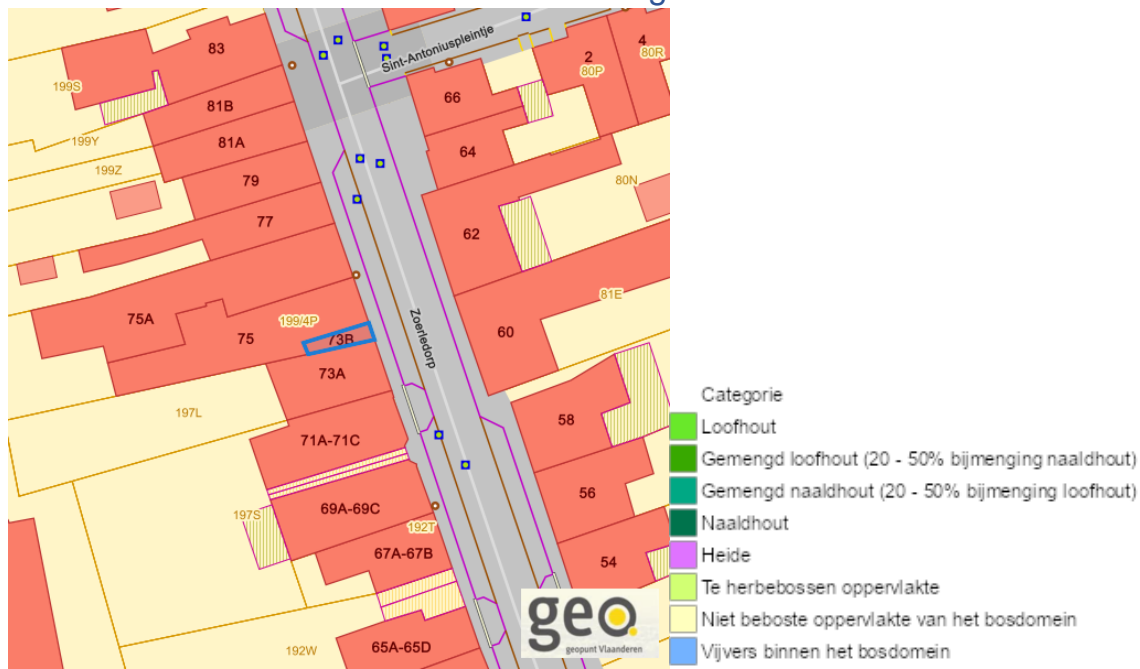 83
Sint-Antoniuspleintje
2
4
80P
80R
199S
66
81B
81A
64
199Y
199Z
79
80N
77
62
81E
75A
199/4P
75
73B
Zoerledorp
60
73A
197L
58
71A-71C
56
69A-69C
197S
192T
67A-67B
54
192W
65A-65D
geo.
geopunt Vlaanderen
Categorie
Loofhout
Gemengd loofhout (20 - 50% bijmenging naaldhout)
Gemengd naaldhout (20 - 50% bijmenging loofhout)
Naaldhout
Heide
Te herbebossen oppervlakte
Niet beboste oppervlakte van het bosdomein
Vijvers binnen het bosdomein